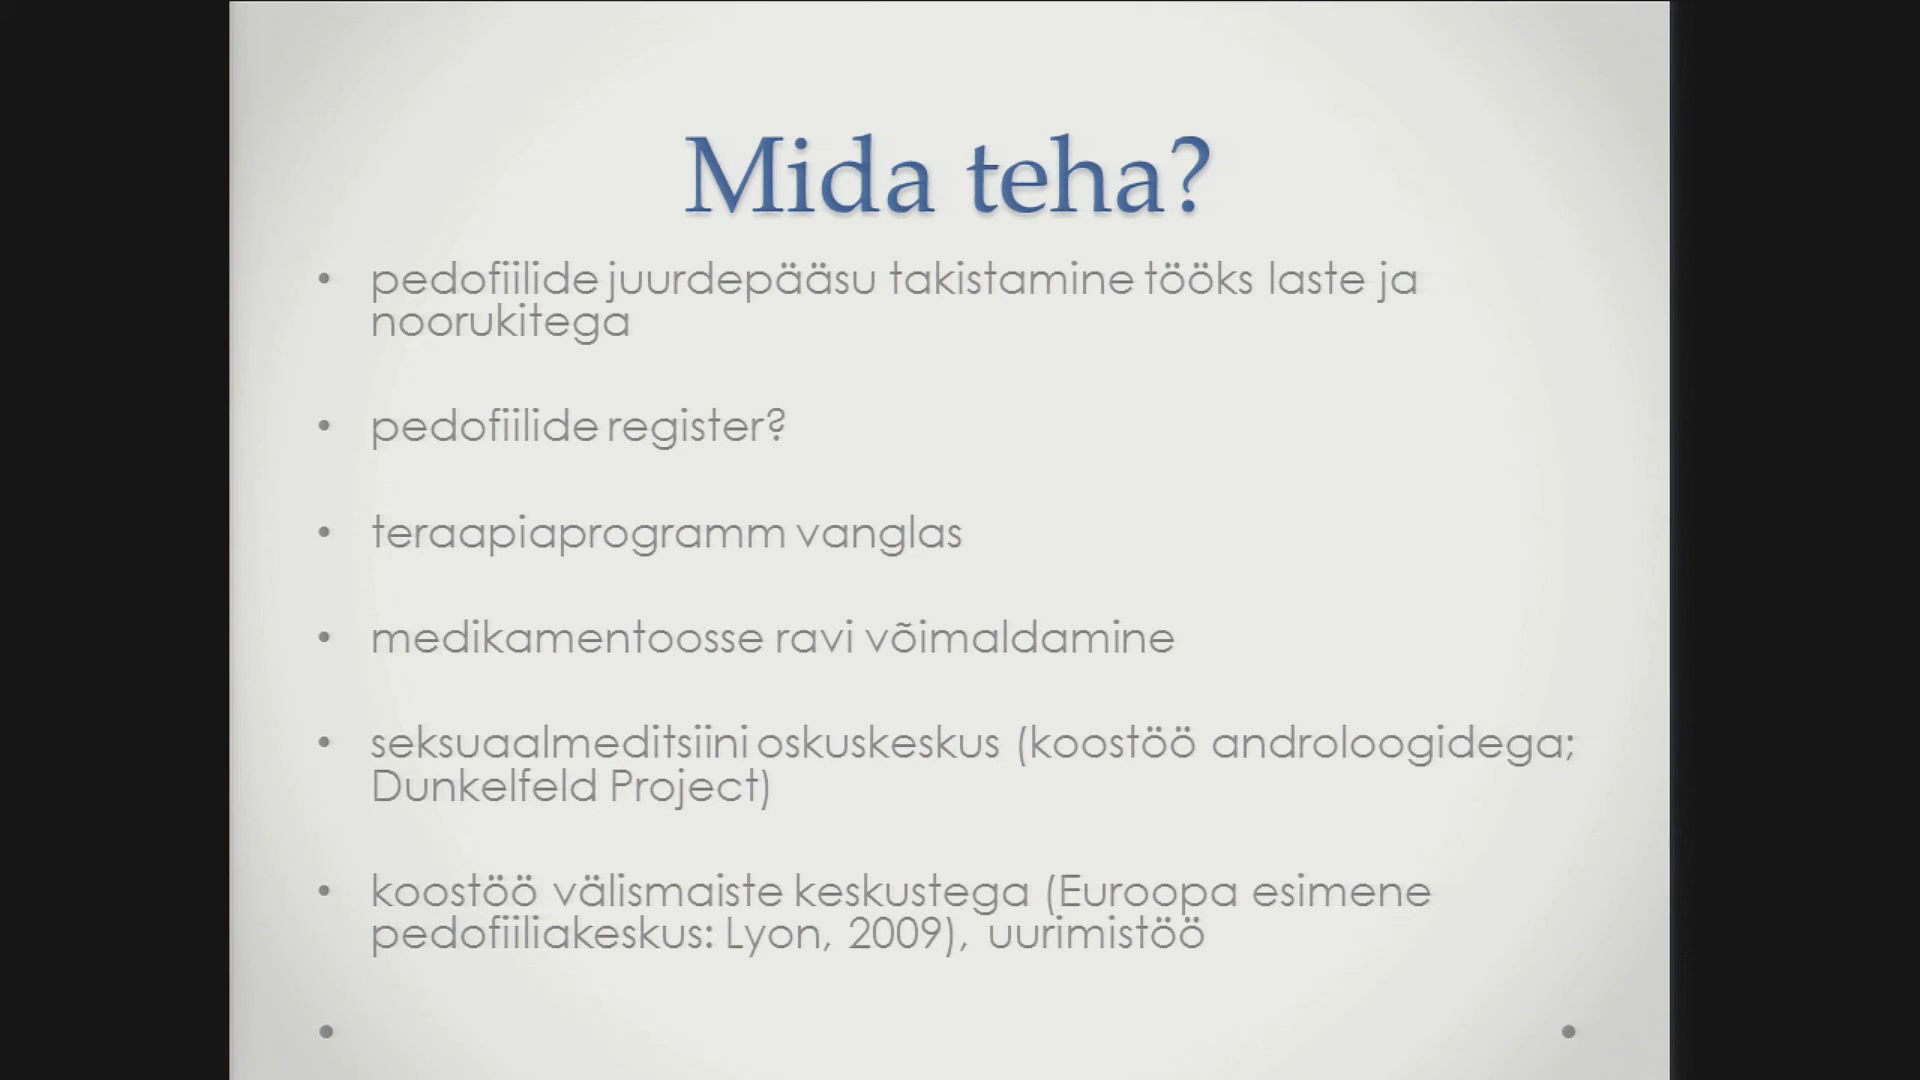 Mida teha?
• pedofiilide juurdepääsu takistamine tööks laste ja
noorukitega
• pedofiilide register?
• teraapiaprogramm vanglas
• medikamentoosse ravi võimaldamine
• seksuaalmeditsiini oskuskeskus (koostöö androloogidega;
Dunkelfeld Project)
• koostöö välismaiste keskustega (Euroopa esimene
pedofiiliakeskus: Lyon, 2009), uurimistöö